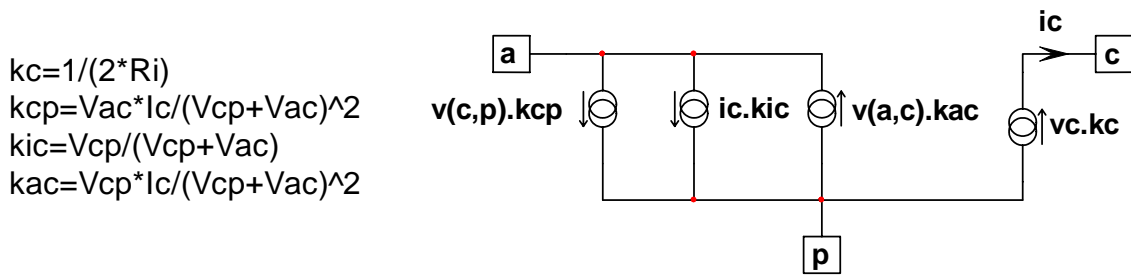 kc=1/(2*Ri)
kcp=Vac*Ic/(Vcp+Vac)^2
kic=Vcp/(Vcp+Vac)
kac=Vcp*Ic/(Vcp+Vac)^2
a
v(c,p).kcp
ic.kic
v(a,c).kac
ic
c
vc.kc
p